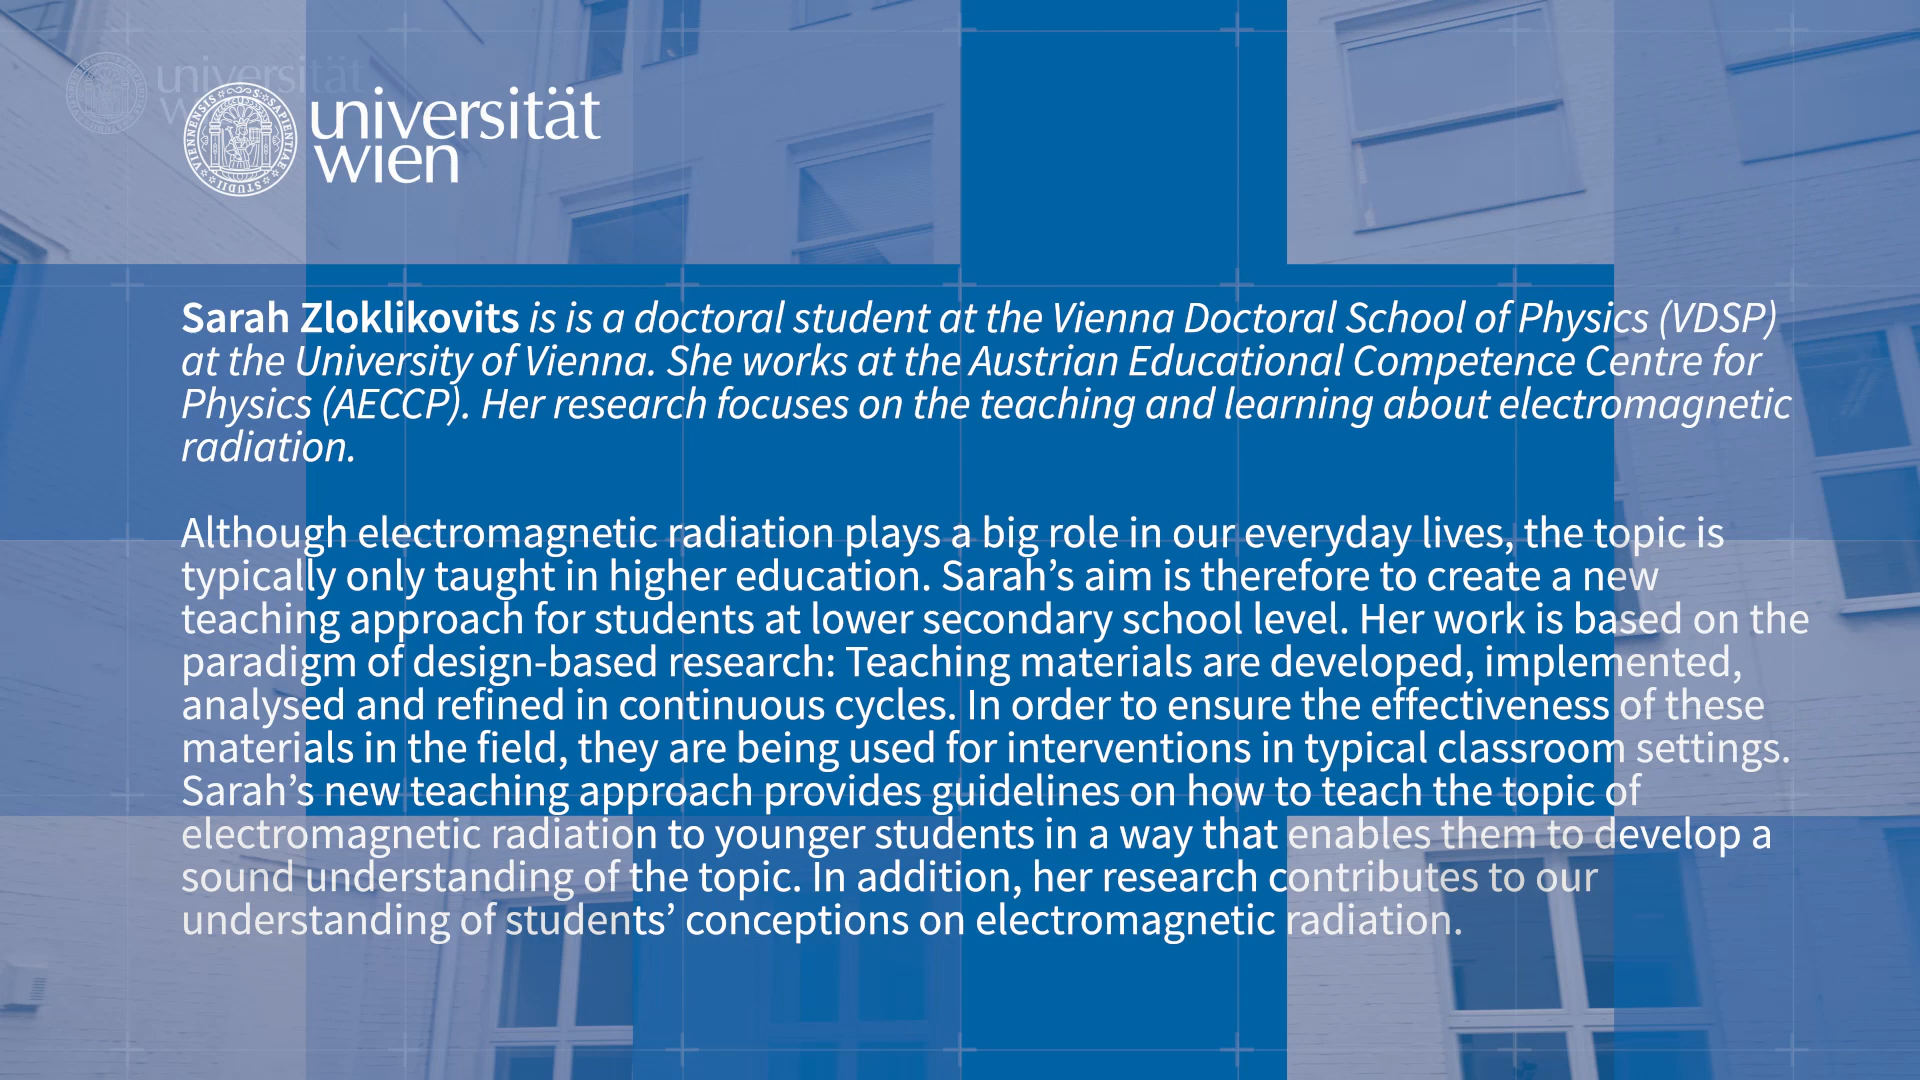 universität
wien
universität
wien
VIENNENSIS S·SAPIENTIAE STUDII
Sarah Zloklikovits is is a doctoral student at the Vienna Doctoral School of Physics (VDSP)
at the University of Vienna. She works at the Austrian Educational Competence Centre for
Physics (AECCP). Her research focuses on the teaching and learning about electromagnetic
radiation.
Although electromagnetic radiation plays a big role in our everyday lives, the topic is
typically only taught in higher education. Sarah’s aim is therefore to create a new
teaching approach for students at lower secondary school level. Her work is based on the
paradigm of design-based research: Teaching materials are developed, implemented,
analysed and refined in continuous cycles. In order to ensure the effectiveness of these
materials in the field, they are being used for interventions in typical classroom settings.
Sarah’s new teaching approach provides guidelines on how to teach the topic of
electromagnetic radiation to younger students in a way that enables them to develop a
sound understanding of the topic. In addition, her research contributes to our
understanding of students’ conceptions on electromagnetic radiation.